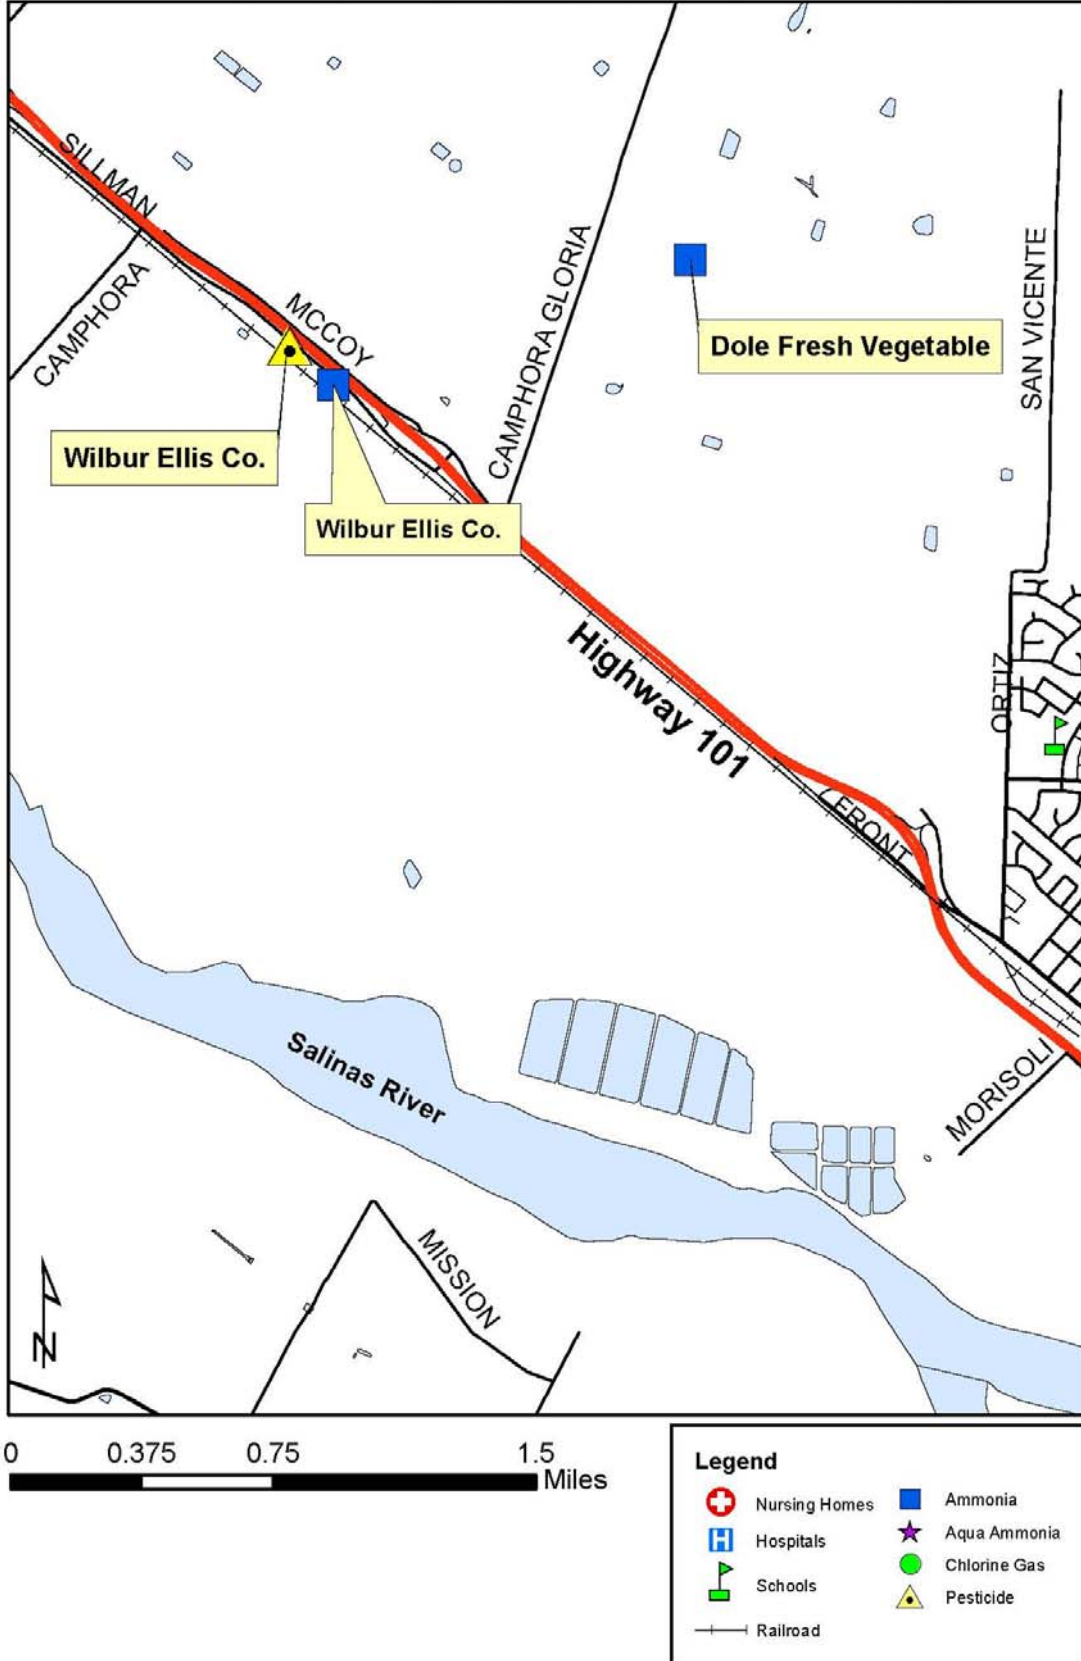 SILLMAN
CAMPHORA
MCCOY
CAMPHORA GLORIA
SAN VICENTE
Dole Fresh Vegetable
Wilbur Ellis Co.
Wilbur Ellis Co.
Highway 101
ORTIZ
FRONT
Salinas River
MORISOLI
MISSION
N
0 0.375 0.75 1.5
Miles
Legend
Nursing Homes
H Hospitals
Schools
Railroad
Ammonia
Aqua Ammonia
Chlorine Gas
Pesticide